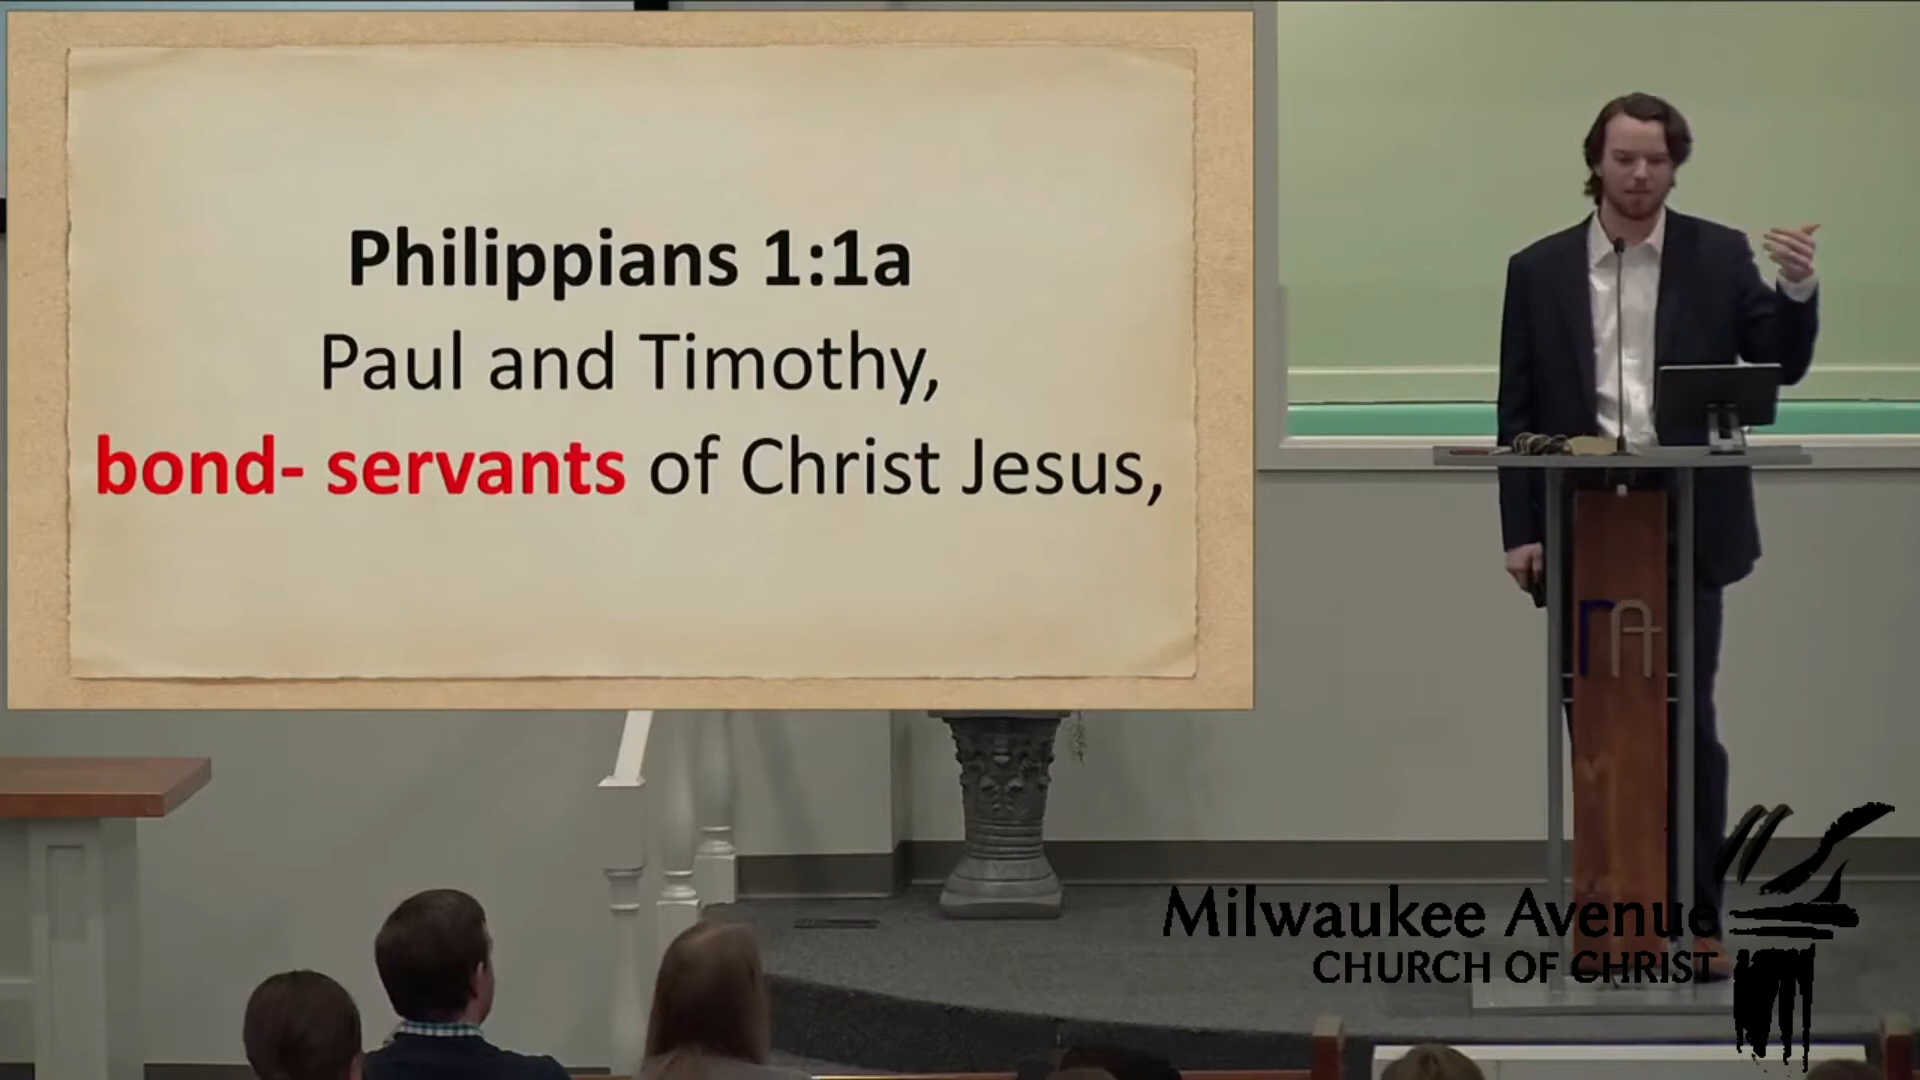 Philippians 1:1a
Paul and Timothy,
bond- servants of Christ Jesus,
Milwaukee Avenue
CHURCH OF CHRIST